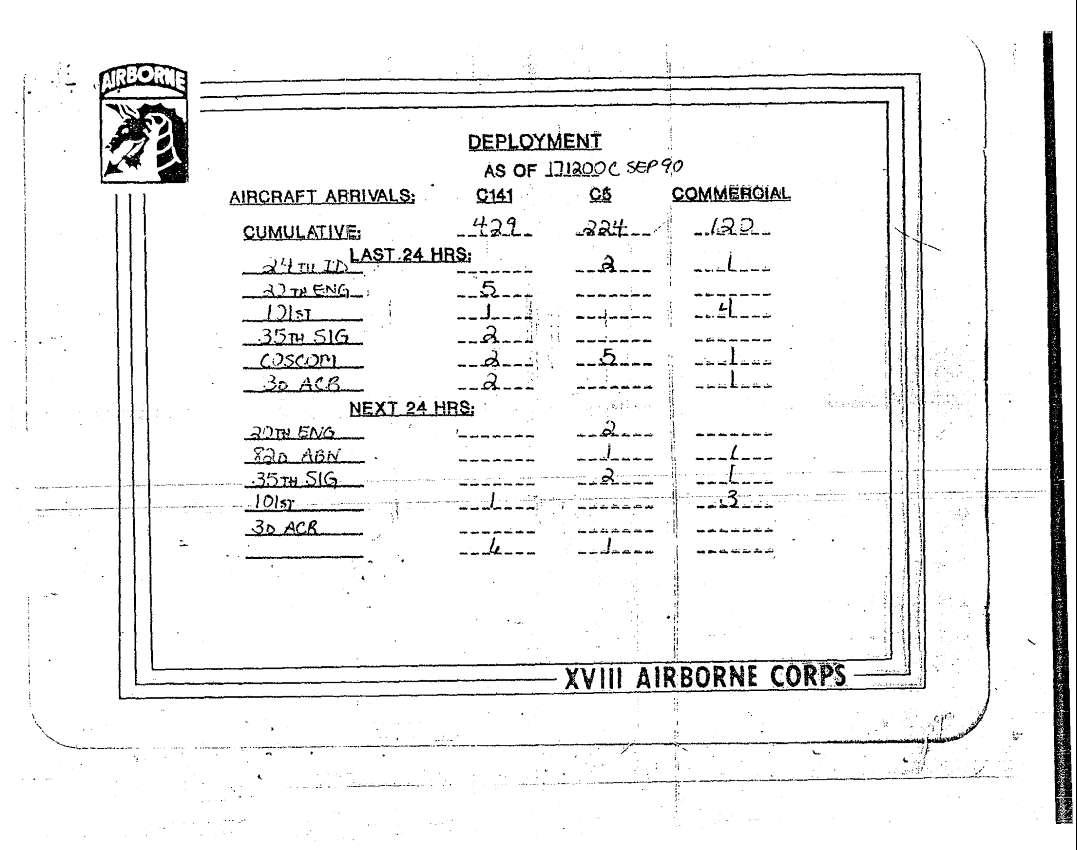 AIRBORNE
DEPLOYMENT
AS OF 171200C SEP 90
AIRCRAFT ARRIVALS: C141 C5 COMMERCIAL
CUMULATIVE: 429 224 120
LAST 24 HRS:
24TH ID 2 1
20TH ENG 5
101ST 1 1 4
35TH SIG 2
COSCOM 2 5 1
3D ACR 2 1
NEXT 24 HRS:
20TH ENG 2
82D ABN 1 1
35TH SIG 2 1
101ST 1 3
3D ACR
6 1
XVIII AIRBORNE CORPS